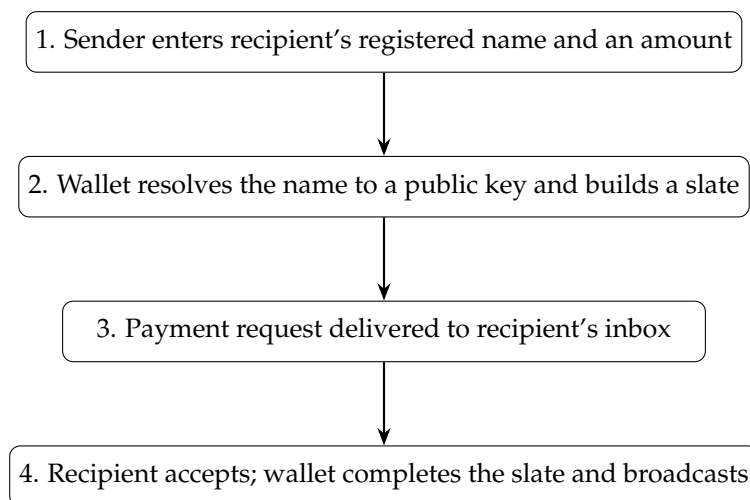 1. Sender enters recipient’s registered name and an amount
2. Wallet resolves the name to a public key and builds a slate
3. Payment request delivered to recipient’s inbox
4. Recipient accepts; wallet completes the slate and broadcasts